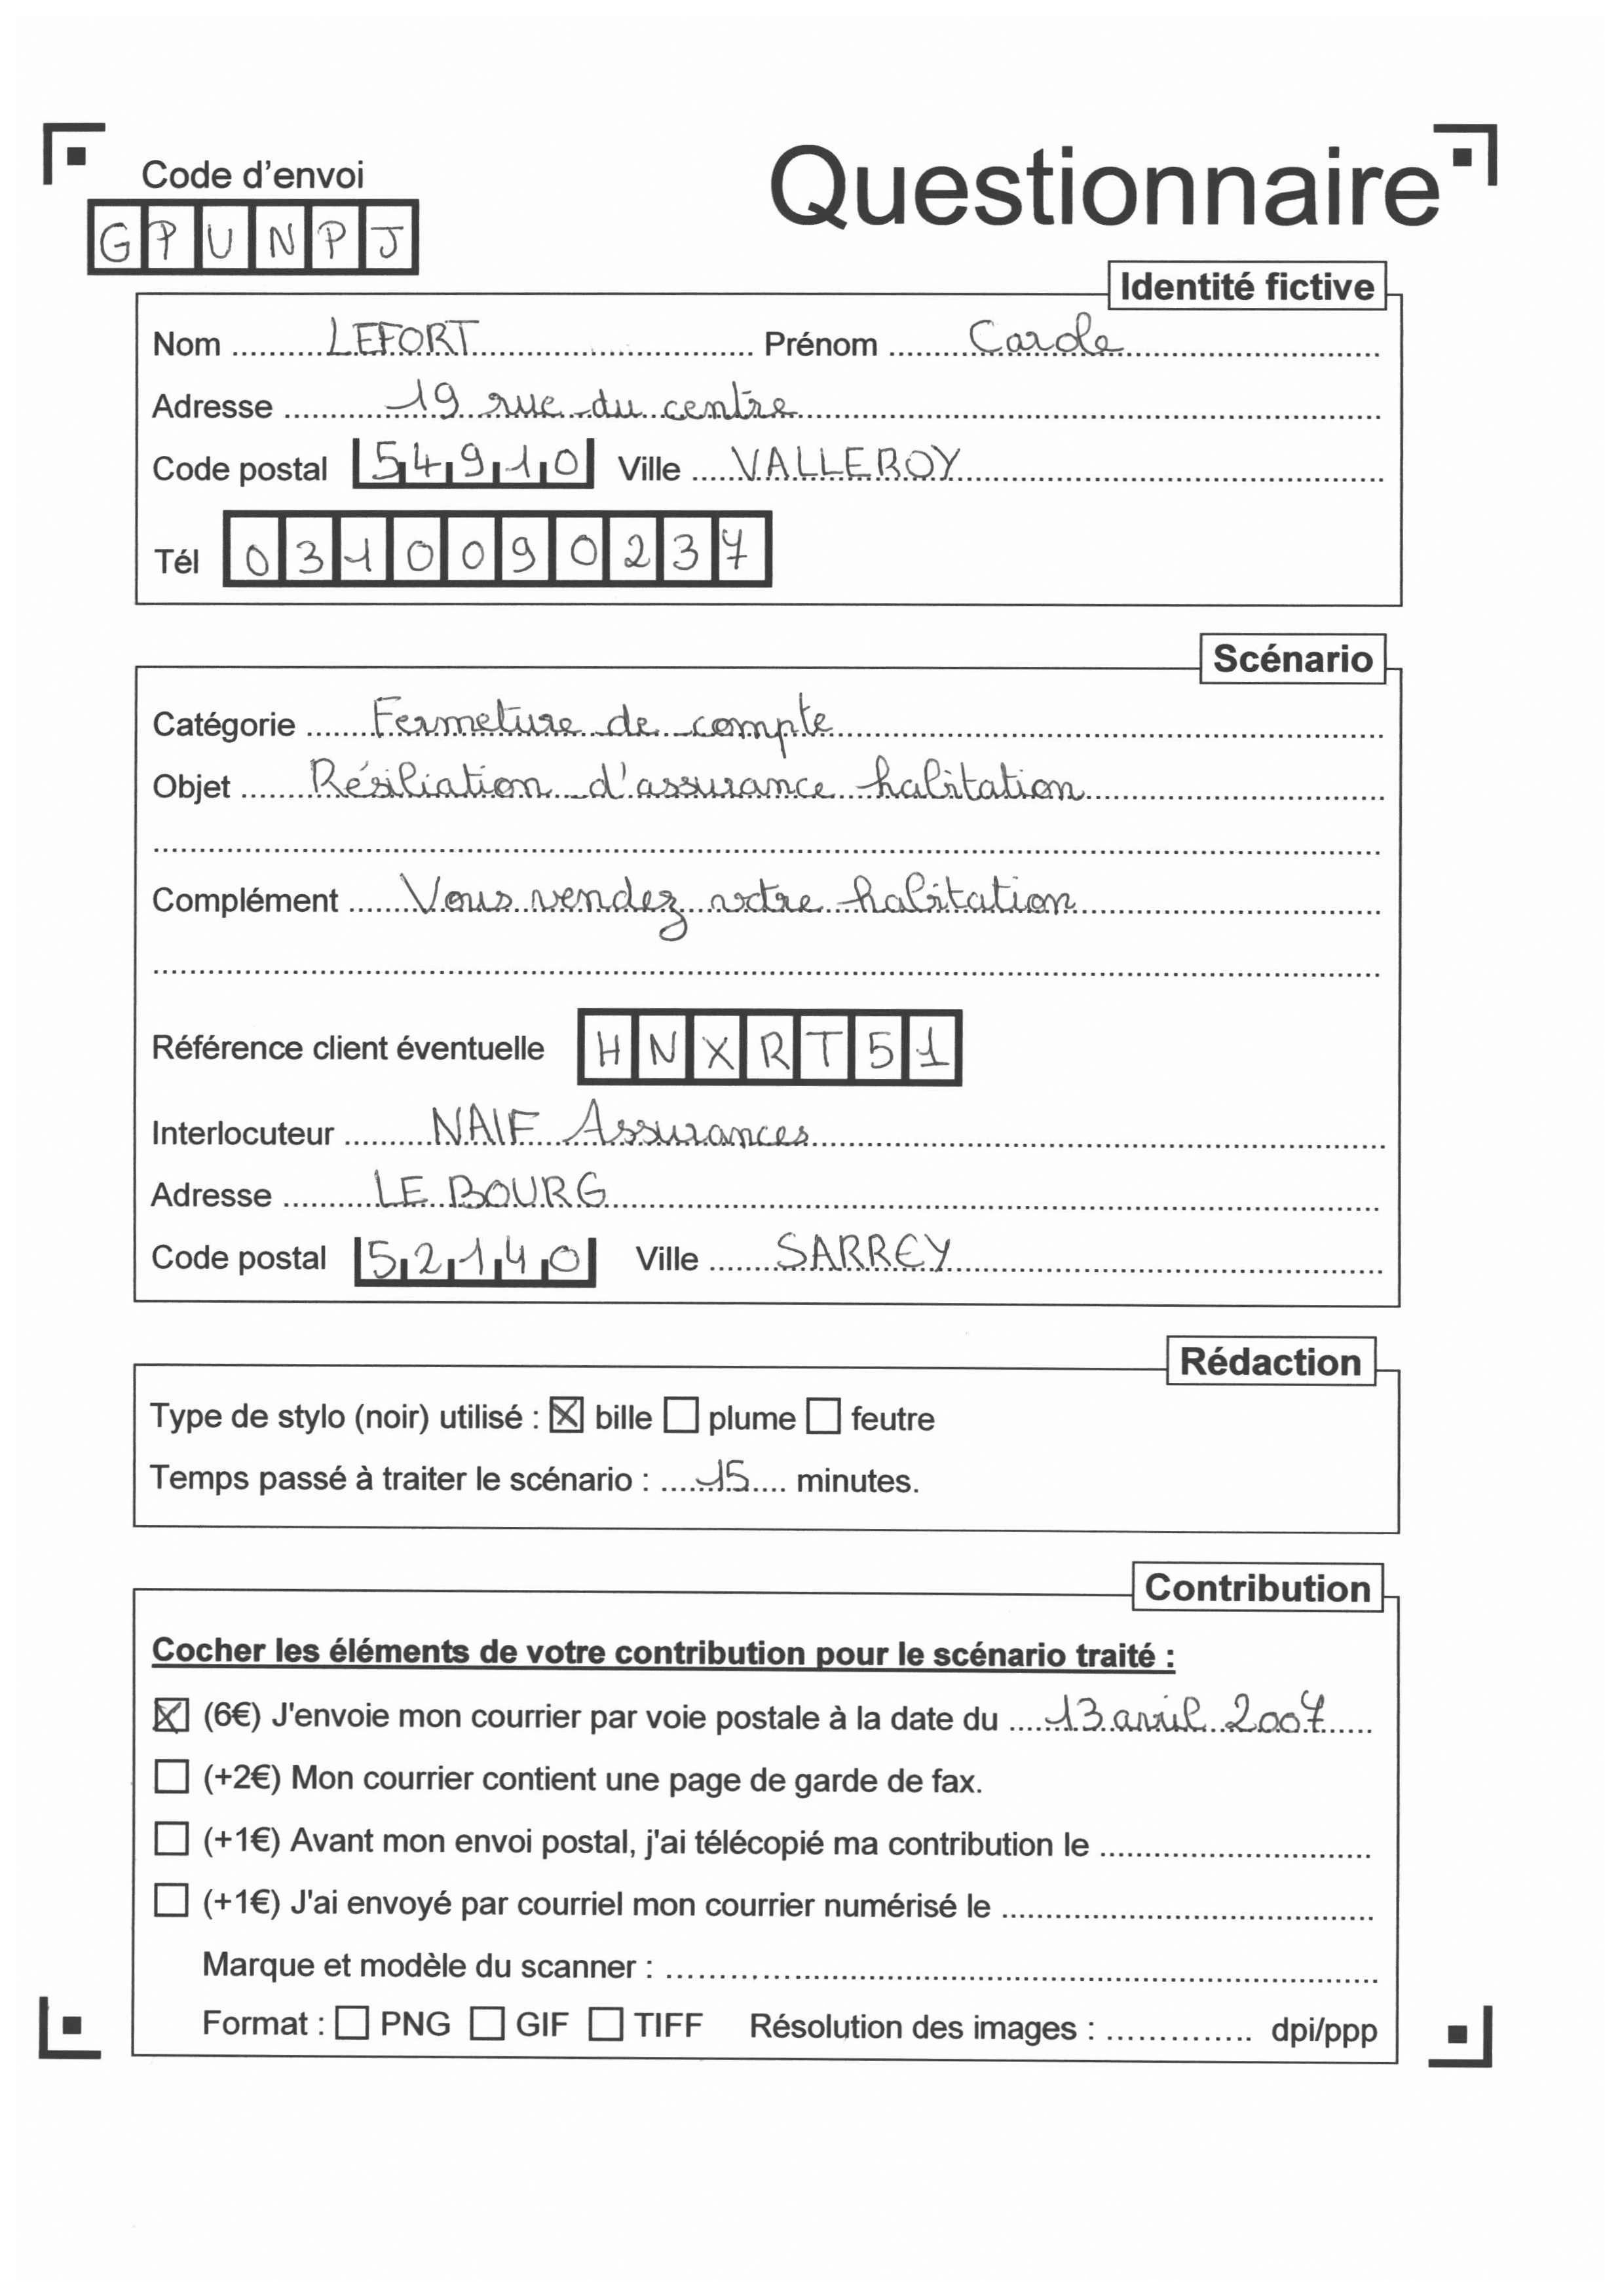 Code d'envoi
Questionnaire
GPUNPJ
Identité fictive
Nom LEFORT Prénom Carole
Adresse 19 rue du centre
Code postal 54910 Ville VALLEROY
Tél 0310090237
Scénario
Catégorie Fermeture de compte
Objet Résiliation d'assurance habitation
Complément Vous vendez votre habitation
Référence client éventuelle HNXRT51
Interlocuteur NAIF Assurances
Adresse LE BOURG
Code postal 52140 Ville SARREY
Rédaction
Type de stylo (noir) utilisé : ☒ bille ☐ plume ☐ feutre
Temps passé à traiter le scénario : 15 minutes.
Contribution
Cocher les éléments de votre contribution pour le scénario traité :
☒ (6€) J'envoie mon courrier par voie postale à la date du 13 avril 2007
☐ (+2€) Mon courrier contient une page de garde de fax.
☐ (+1€) Avant mon envoi postal, j'ai télécopié ma contribution le
☐ (+1€) J'ai envoyé par courriel mon courrier numérisé le
Marque et modèle du scanner :
Format : ☐ PNG ☐ GIF ☐ TIFF Résolution des images : dpi/ppp